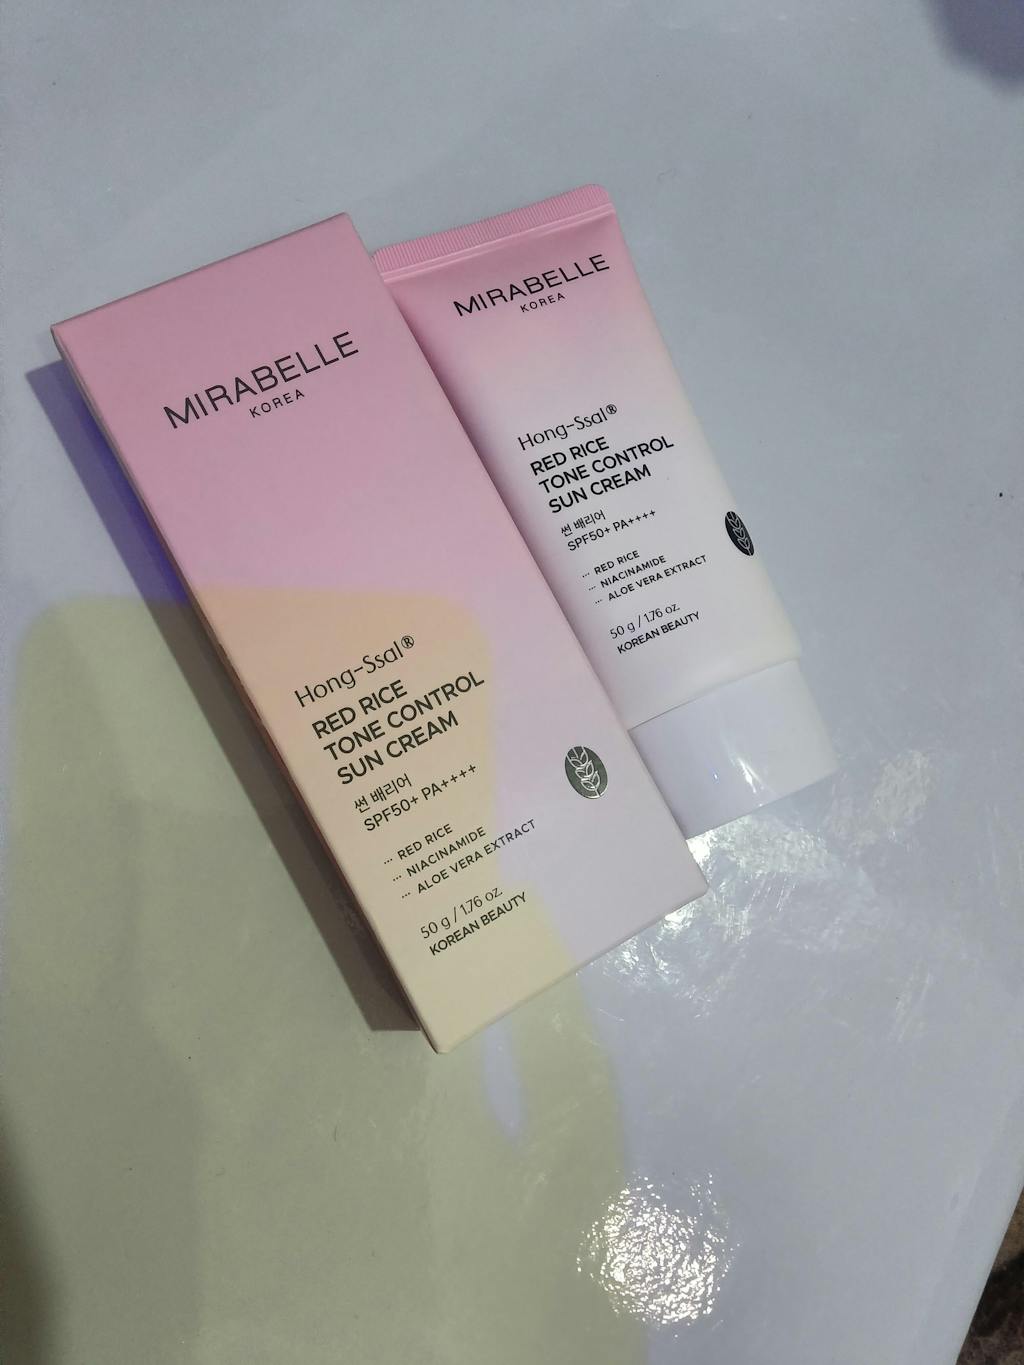 MIRABELLE
KOREA
Hong-Ssal®
RED RICE
TONE CONTROL
SUN CREAM
썬 배리어
SPF50+ PA++++
... RED RICE
... NIACINAMIDE
... ALOE VERA EXTRACT
50 g / 1.76 oz.
KOREAN BEAUTY
MIRABELLE
KOREA
Hong-Ssal®
RED RICE
TONE CONTROL
SUN CREAM
썬 배리어
SPF50+ PA++++
... RED RICE
... NIACINAMIDE
... ALOE VERA EXTRACT
50 g / 1.76 oz.
KOREAN BEAUTY